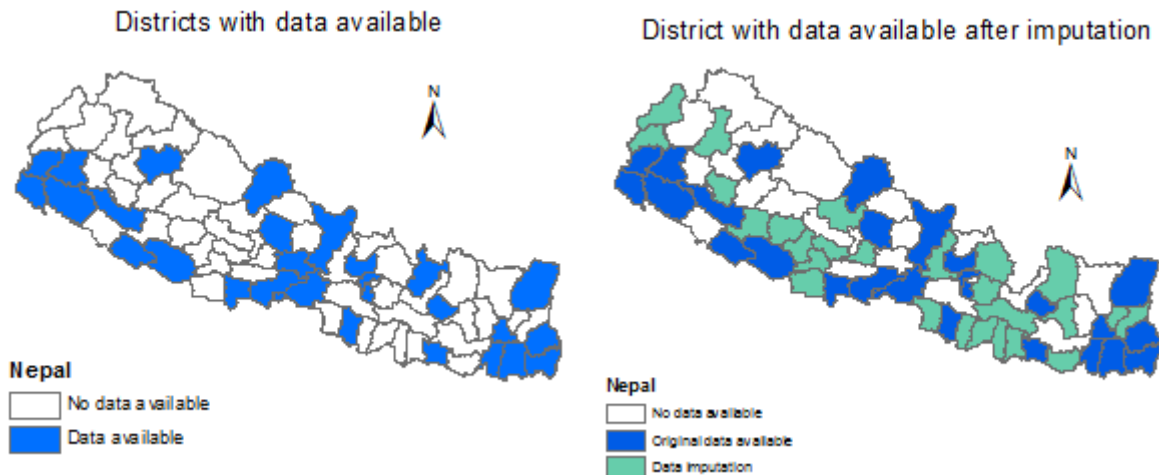 Districts with data available
N
Nepal
No data available
Data available
District with data available after imputation
N
Nepal
No data available
Original data available
Data imputation